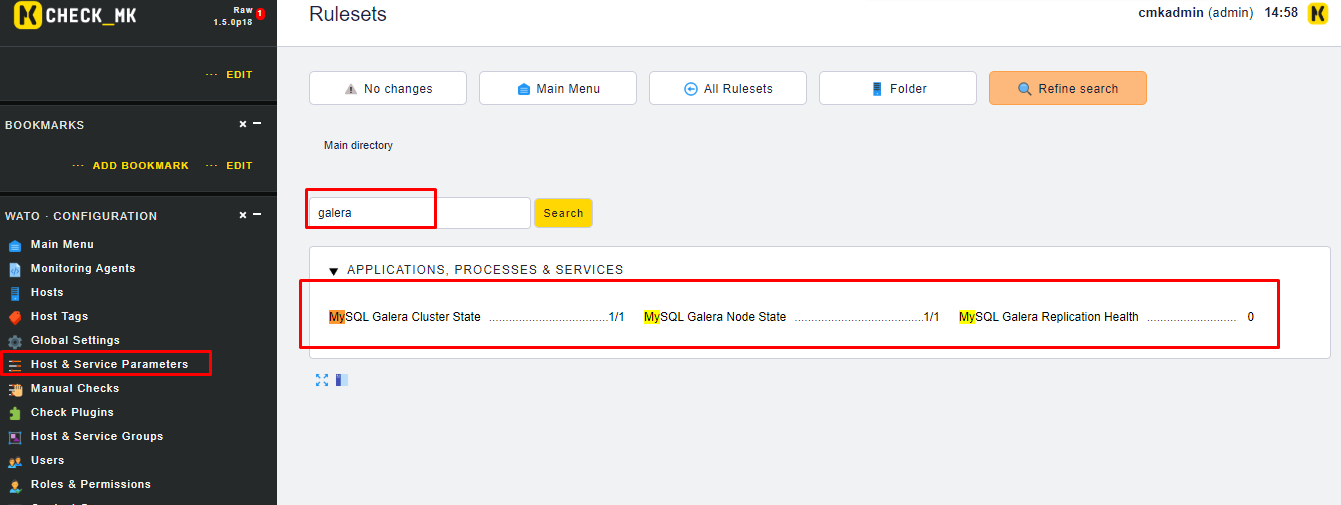 CHECK_MK
Raw 1
1.5.0p18
Rulesets
cmkadmin (admin) 14:58
... EDIT
No changes
Main Menu
All Rulesets
Folder
Refine search
BOOKMARKS
... ADD BOOKMARK ... EDIT
Main directory
WATO · CONFIGURATION
galera
Search
Main Menu
Monitoring Agents
Hosts
Host Tags
Global Settings
Host & Service Parameters
Manual Checks
Check Plugins
Host & Service Groups
Users
Roles & Permissions
APPLICATIONS, PROCESSES & SERVICES
MySQL Galera Cluster State ........................................1/1
MySQL Galera Node State ...........................................1/1
MySQL Galera Replication Health ............................. 0